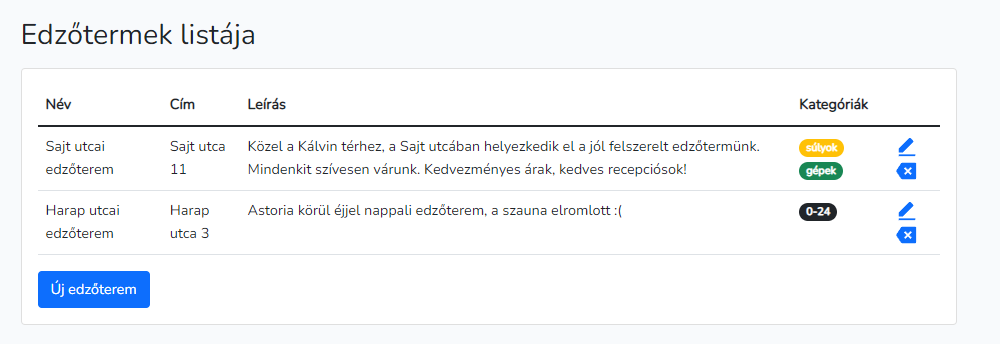 Edzőtermek listája
Név Cím Leírás Kategóriák
Sajt utcai Sajt utca Közel a Kálvin térhez, a Sajt utcában helyezkedik el a jól felszerelt edzőtermünk. súlyok
edzőterem 11 Mindenkit szívesen várunk. Kedvezményes árak, kedves recepciósok! gépek
Harap utcai Harap Astoria körül éjjel nappali edzőterem, a szauna elromlott :( 0-24
edzőterem utca 3
Új edzőterem